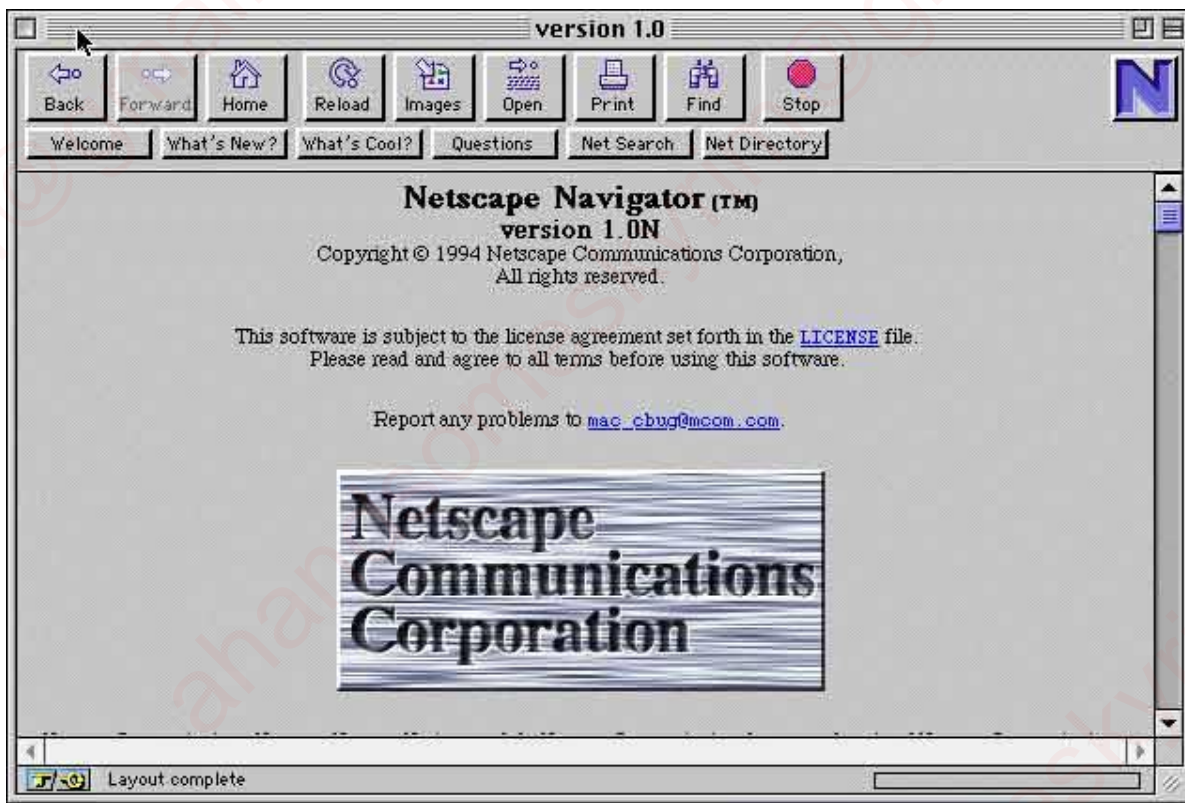 version 1.0
Back Forward Home Reload Images Open Print Find Stop
N
Welcome What's New? What's Cool? Questions Net Search Net Directory
Netscape Navigator (TM)
version 1.0N
Copyright © 1994 Netscape Communications Corporation,
All rights reserved.
This software is subject to the license agreement set forth in the LICENSE file.
Please read and agree to all terms before using this software.
Report any problems to mac_cbug@mcom.com.
Netscape
Communications
Corporation
Layout complete